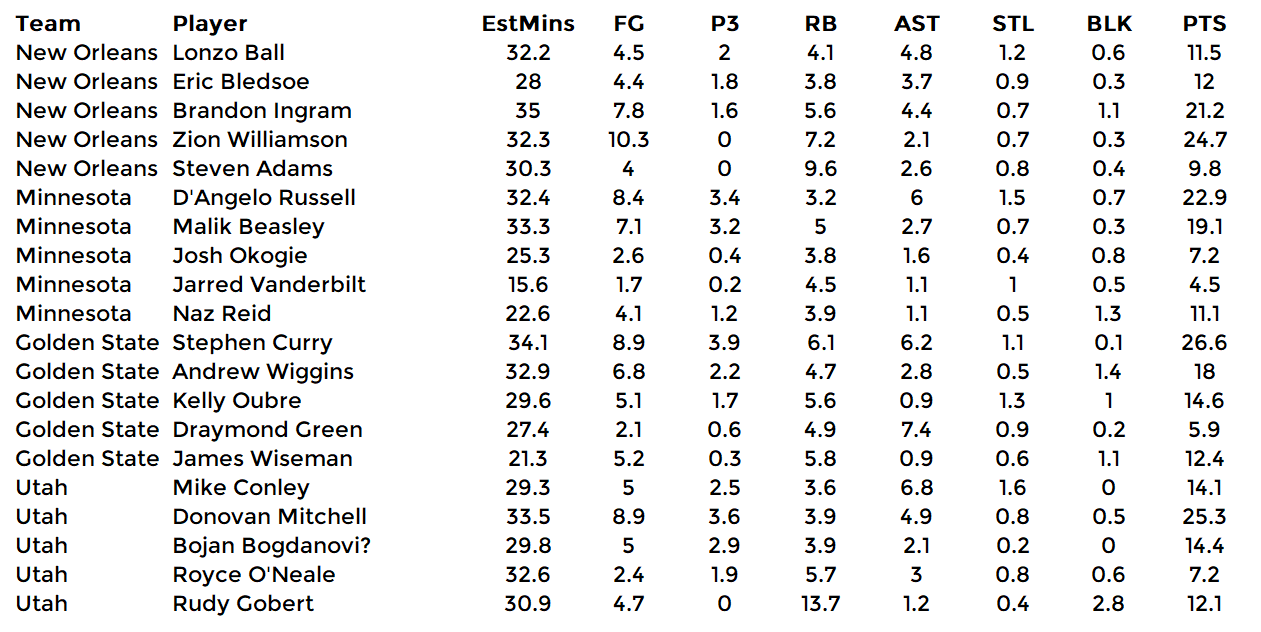 Team Player EstMins FG P3 RB AST STL BLK PTS
New Orleans Lonzo Ball 32.2 4.5 2 4.1 4.8 1.2 0.6 11.5
New Orleans Eric Bledsoe 28 4.4 1.8 3.8 3.7 0.9 0.3 12
New Orleans Brandon Ingram 35 7.8 1.6 5.6 4.4 0.7 1.1 21.2
New Orleans Zion Williamson 32.3 10.3 0 7.2 2.1 0.7 0.3 24.7
New Orleans Steven Adams 30.3 4 0 9.6 2.6 0.8 0.4 9.8
Minnesota D'Angelo Russell 32.4 8.4 3.4 3.2 6 1.5 0.7 22.9
Minnesota Malik Beasley 33.3 7.1 3.2 5 2.7 0.7 0.3 19.1
Minnesota Josh Okogie 25.3 2.6 0.4 3.8 1.6 0.4 0.8 7.2
Minnesota Jarred Vanderbilt 15.6 1.7 0.2 4.5 1.1 1 0.5 4.5
Minnesota Naz Reid 22.6 4.1 1.2 3.9 1.1 0.5 1.3 11.1
Golden State Stephen Curry 34.1 8.9 3.9 6.1 6.2 1.1 0.1 26.6
Golden State Andrew Wiggins 32.9 6.8 2.2 4.7 2.8 0.5 1.4 18
Golden State Kelly Oubre 29.6 5.1 1.7 5.6 0.9 1.3 1 14.6
Golden State Draymond Green 27.4 2.1 0.6 4.9 7.4 0.9 0.2 5.9
Golden State James Wiseman 21.3 5.2 0.3 5.8 0.9 0.6 1.1 12.4
Utah Mike Conley 29.3 5 2.5 3.6 6.8 1.6 0 14.1
Utah Donovan Mitchell 33.5 8.9 3.6 3.9 4.9 0.8 0.5 25.3
Utah Bojan Bogdanovi? 29.8 5 2.9 3.9 2.1 0.2 0 14.4
Utah Royce O'Neale 32.6 2.4 1.9 5.7 3 0.8 0.6 7.2
Utah Rudy Gobert 30.9 4.7 0 13.7 1.2 0.4 2.8 12.1